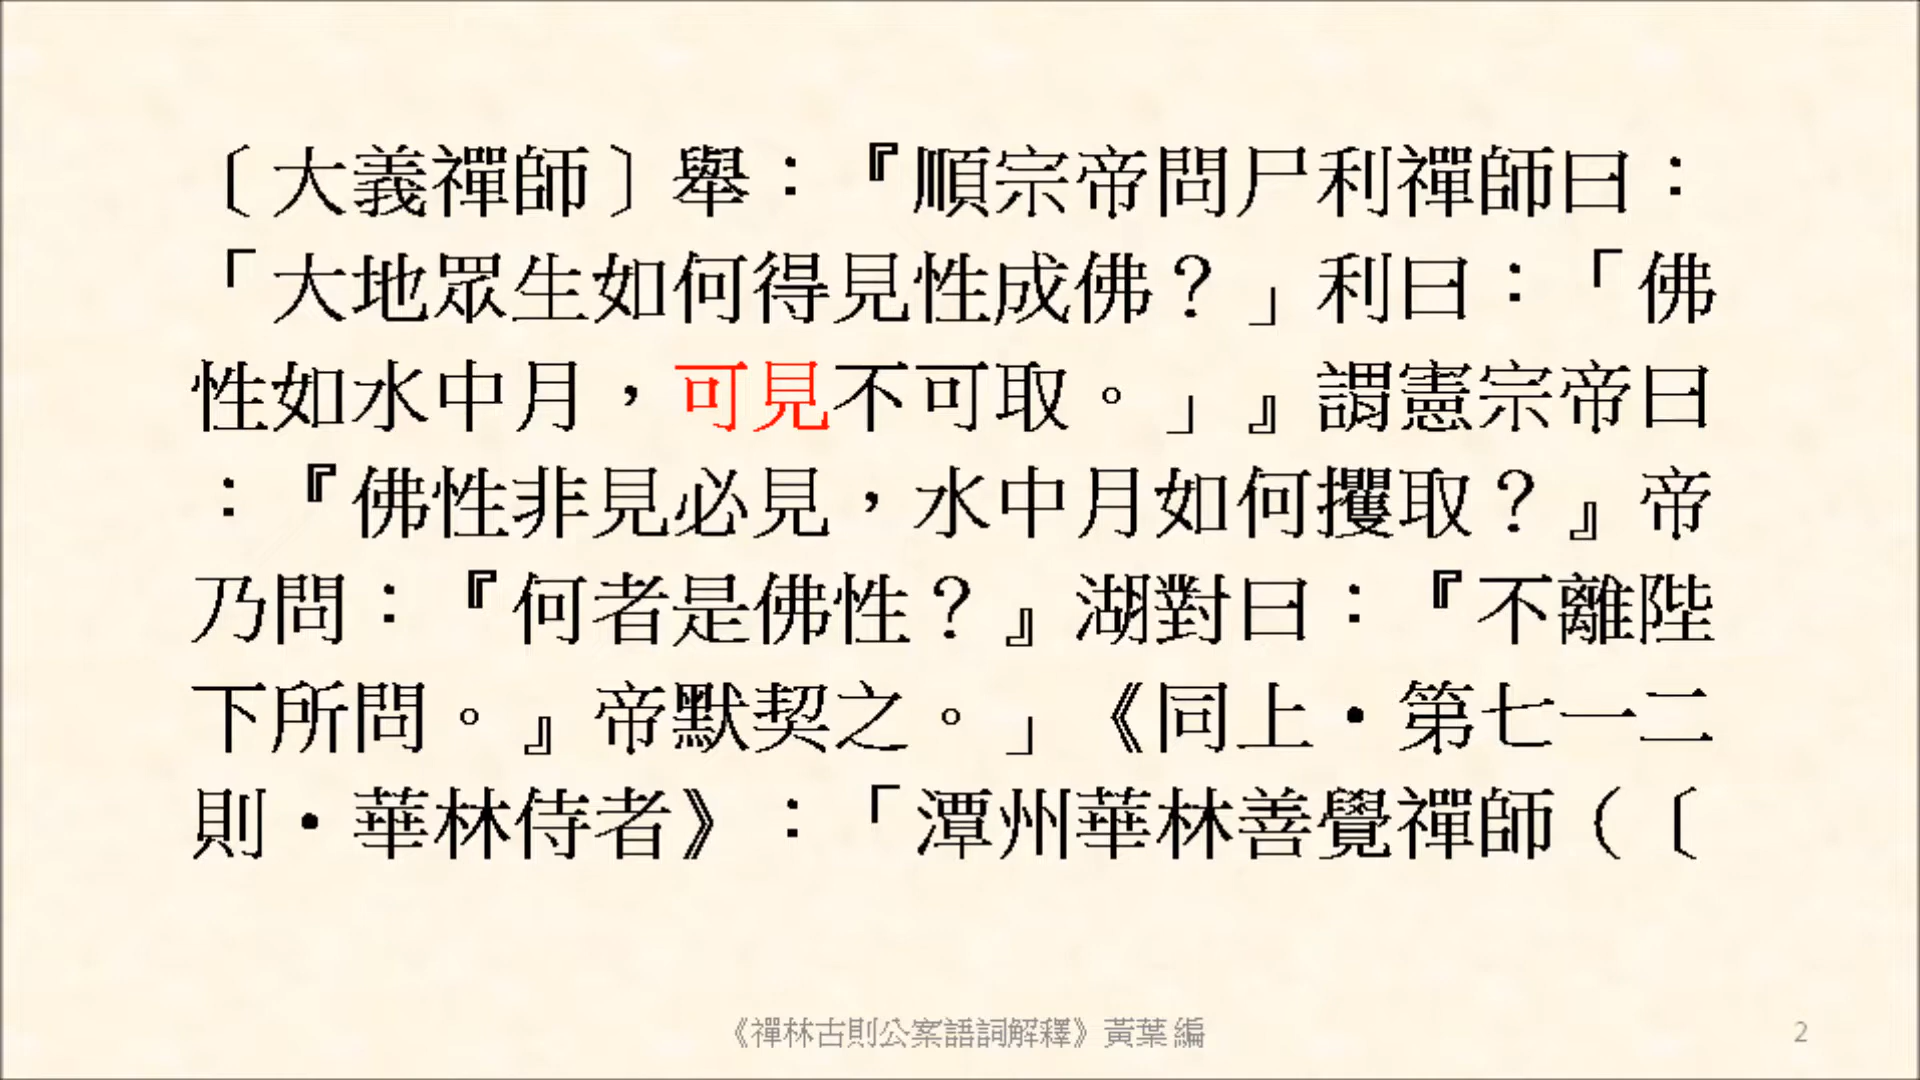 〔大義禪師〕舉：『順宗帝問尸利禪師曰：
「大地眾生如何得見性成佛？」利曰：「佛
性如水中月，可見不可取。」』謂憲宗帝曰
：『佛性非見必見，水中月如何攫取？』帝
乃問：『何者是佛性？』湖對曰：『不離陛
下所問。』帝默契之。」《同上•第七一二
則•華林侍者》：「潭州華林善覺禪師（〔
《禪林古則公案語詞解釋》黃葉編
2